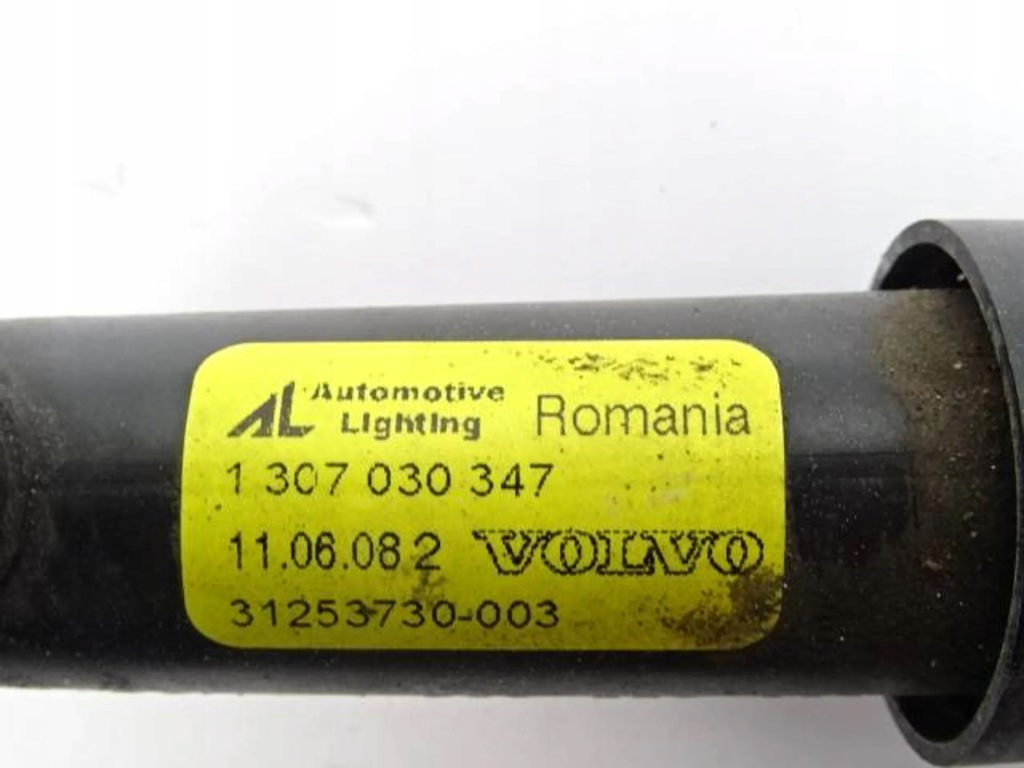 AL Automotive
Lighting Romania
1 307 030 347
11.06.08 2 VOLVO
31253730-003